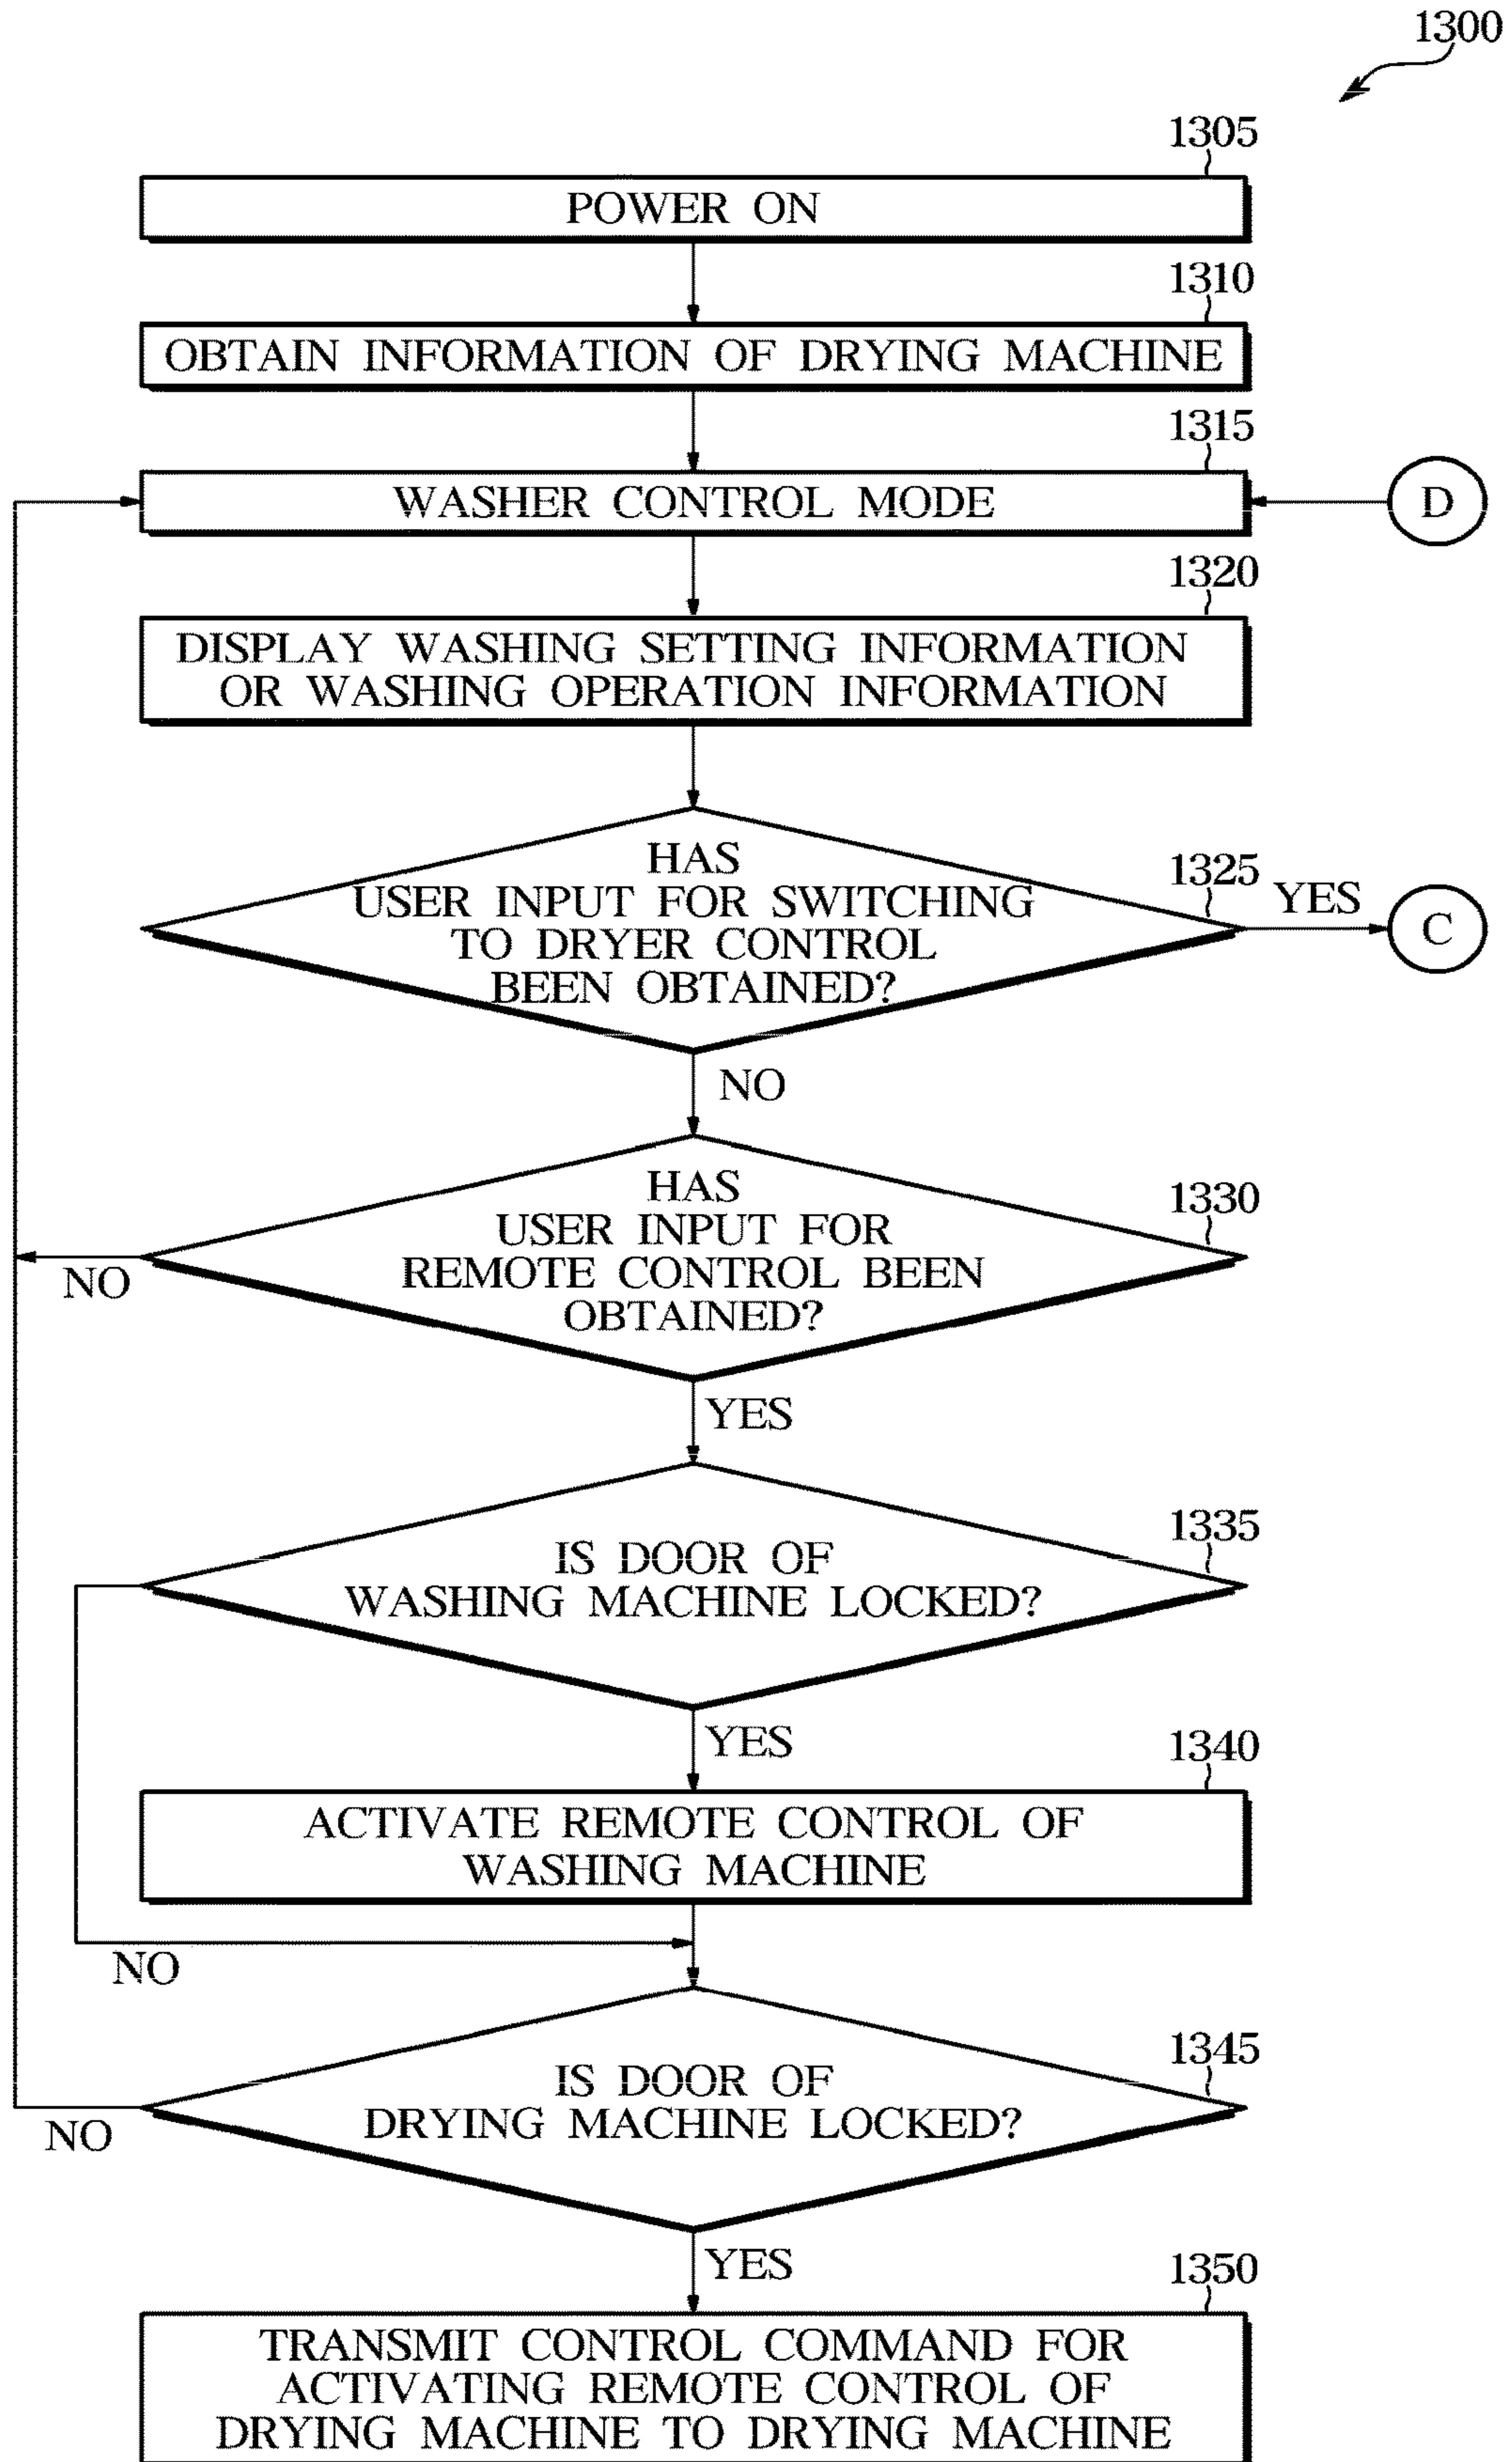 1300
1305
POWER ON
1310
OBTAIN INFORMATION OF DRYING MACHINE
1315
WASHER CONTROL MODE
D
1320
DISPLAY WASHING SETTING INFORMATION
OR WASHING OPERATION INFORMATION
1325
HAS
USER INPUT FOR SWITCHING
TO DRYER CONTROL
BEEN OBTAINED?
YES
C
NO
1330
HAS
USER INPUT FOR
REMOTE CONTROL BEEN
OBTAINED?
NO
YES
1335
IS DOOR OF
WASHING MACHINE LOCKED?
YES
1340
ACTIVATE REMOTE CONTROL OF
WASHING MACHINE
NO
1345
IS DOOR OF
DRYING MACHINE LOCKED?
NO
YES
1350
TRANSMIT CONTROL COMMAND FOR
ACTIVATING REMOTE CONTROL OF
DRYING MACHINE TO DRYING MACHINE